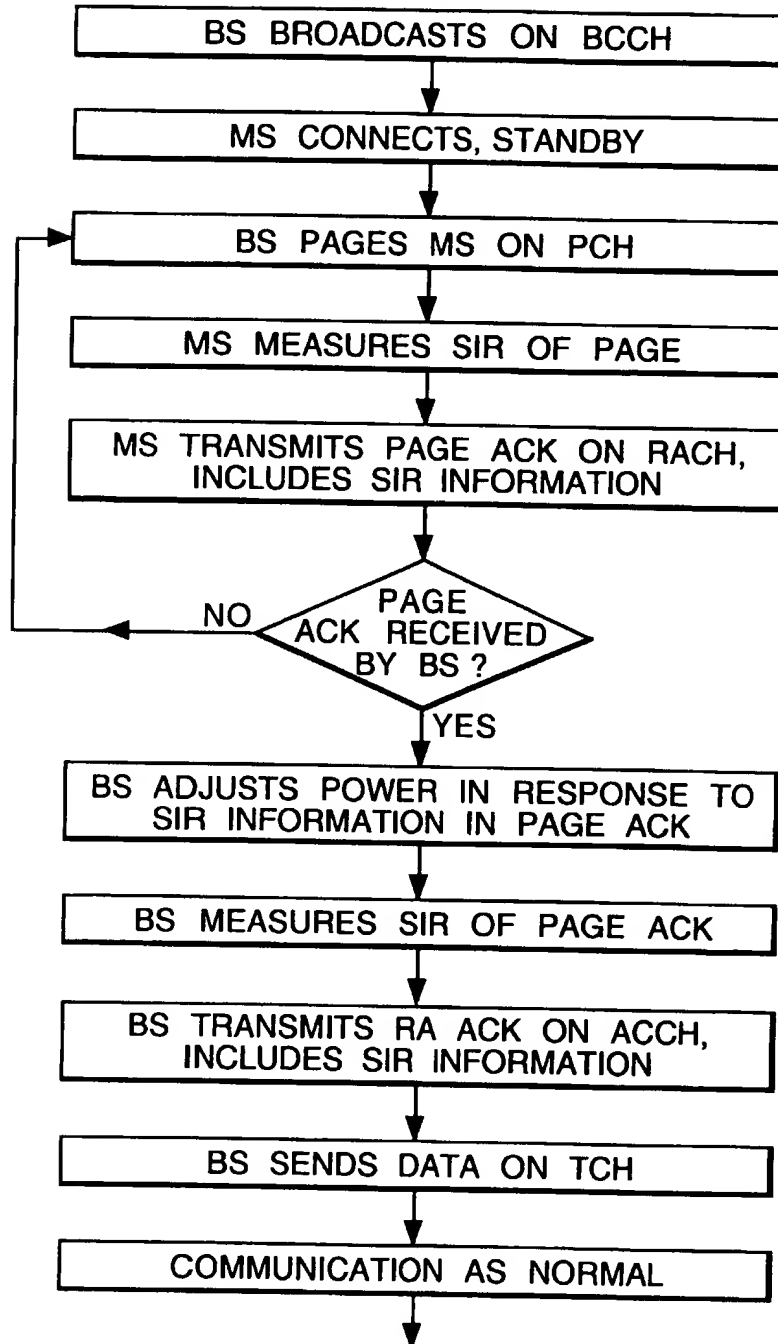 BS BROADCASTS ON BCCH
MS CONNECTS, STANDBY
BS PAGES MS ON PCH
MS MEASURES SIR OF PAGE
MS TRANSMITS PAGE ACK ON RACH,
INCLUDES SIR INFORMATION
PAGE
ACK RECEIVED
BY BS ?
NO
YES
BS ADJUSTS POWER IN RESPONSE TO
SIR INFORMATION IN PAGE ACK
BS MEASURES SIR OF PAGE ACK
BS TRANSMITS RA ACK ON ACCH,
INCLUDES SIR INFORMATION
BS SENDS DATA ON TCH
COMMUNICATION AS NORMAL